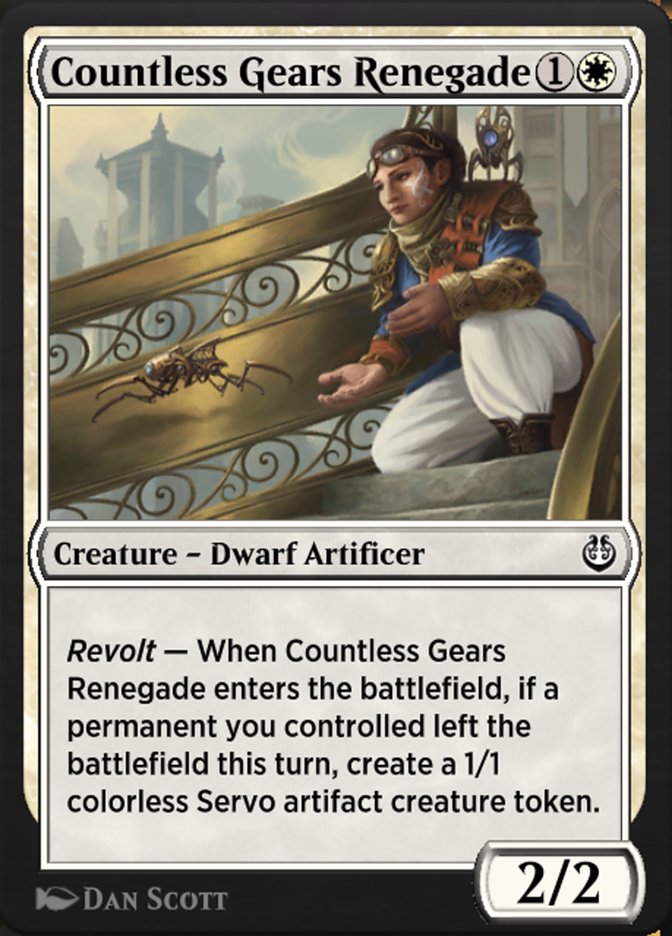 Countless Gears Renegade 1
Creature – Dwarf Artificer
Revolt — When Countless Gears
Renegade enters the battlefield, if a
permanent you controlled left the
battlefield this turn, create a 1/1
colorless Servo artifact creature token.
2/2
Dan Scott